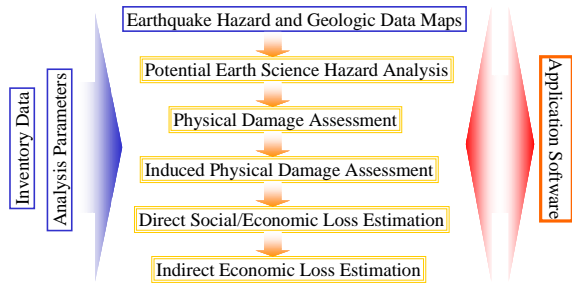 Earthquake Hazard and Geologic Data Maps
Potential Earth Science Hazard Analysis
Physical Damage Assessment
Induced Physical Damage Assessment
Direct Social/Economic Loss Estimation
Indirect Economic Loss Estimation
Inventory Data
Analysis Parameters
Application Software